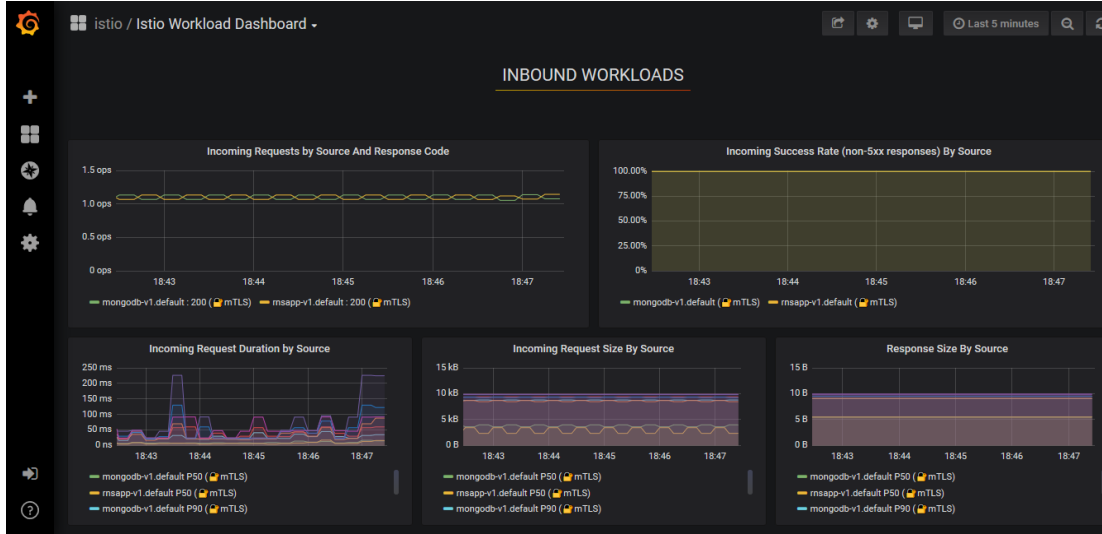 istio / Istio Workload Dashboard
Last 5 minutes
INBOUND WORKLOADS
Incoming Requests by Source And Response Code
1.5 ops
1.0 ops
0.5 ops
0 ops
18:43 18:44 18:45 18:46 18:47
mongodb-v1.default : 200 (🔐mTLS) rnsapp-v1.default : 200 (🔐mTLS)
Incoming Success Rate (non-5xx responses) By Source
100.00%
75.00%
50.00%
25.00%
0%
18:43 18:44 18:45 18:46 18:47
mongodb-v1.default (🔐mTLS) rnsapp-v1.default (🔐mTLS)
Incoming Request Duration by Source
250 ms
200 ms
150 ms
100 ms
50 ms
0 ns
18:43 18:44 18:45 18:46 18:47
mongodb-v1.default P50 (🔐mTLS)
rnsapp-v1.default P50 (🔐mTLS)
mongodb-v1.default P90 (🔐mTLS)
Incoming Request Size By Source
15 kB
10 kB
5 kB
0 B
18:43 18:44 18:45 18:46 18:47
mongodb-v1.default P50 (🔐mTLS)
rnsapp-v1.default P50 (🔐mTLS)
mongodb-v1.default P90 (🔐mTLS)
Response Size By Source
15 B
10 B
5 B
0 B
18:43 18:44 18:45 18:46 18:47
mongodb-v1.default P50 (🔐mTLS)
rnsapp-v1.default P50 (🔐mTLS)
mongodb-v1.default P90 (🔐mTLS)